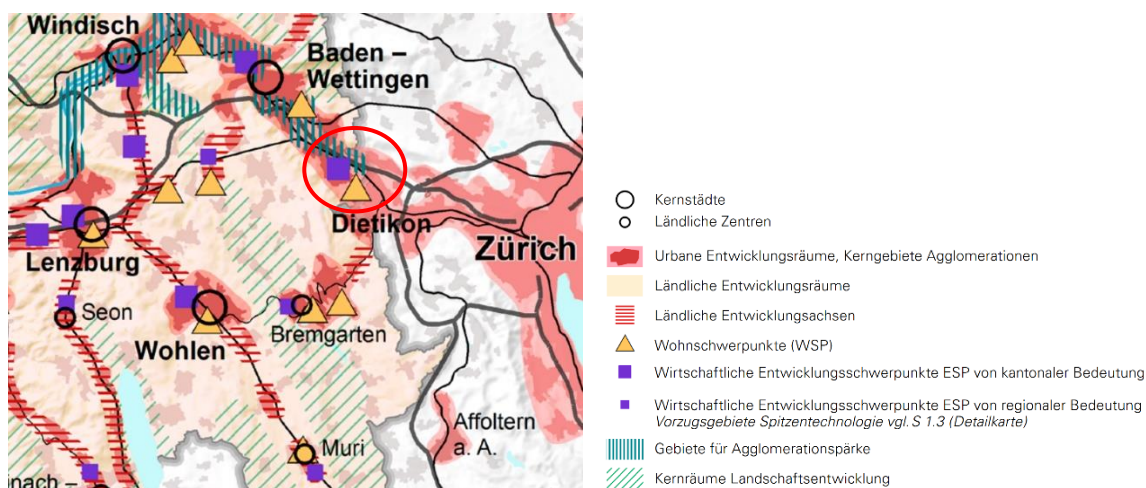 Windisch
Baden –
Wettingen
Dietikon
Zürich
Lenzburg
Seon
Bremgarten
Wohlen
Affoltern
a. A.
Muri
nach –
Kernstädte
Ländliche Zentren
Urbane Entwicklungsräume, Kerngebiete Agglomerationen
Ländliche Entwicklungsräume
Ländliche Entwicklungsachsen
Wohnschwerpunkte (WSP)
Wirtschaftliche Entwicklungsschwerpunkte ESP von kantonaler Bedeutung
Wirtschaftliche Entwicklungsschwerpunkte ESP von regionaler Bedeutung
Vorzugsgebiete Spitzentechnologie vgl. S 1.3 (Detailkarte)
Gebiete für Agglomerationspärke
Kernräume Landschaftsentwicklung